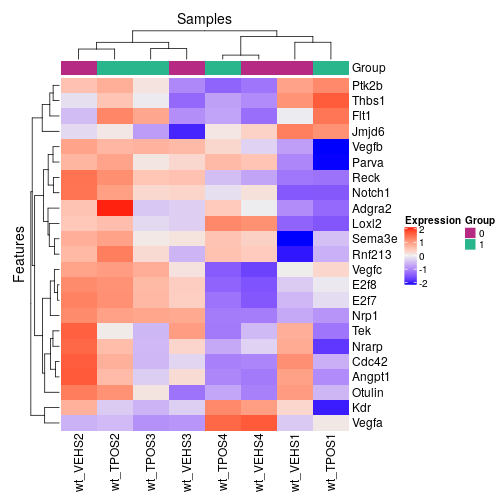 Samples
Group
Ptk2b
Thbs1
Flt1
Jmjd6
Vegfb
Parva
Reck
Notch1
Adgra2
Loxl2
Sema3e
Rnf213
Vegfc
E2f8
E2f7
Nrp1
Tek
Nrarp
Cdc42
Angpt1
Otulin
Kdr
Vegfa
Features
Expression Group
2 0
1 1
0
-1
-2
wt_VEHS2
wt_TPOS2
wt_TPOS3
wt_VEHS3
wt_TPOS4
wt_VEHS4
wt_VEHS1
wt_TPOS1